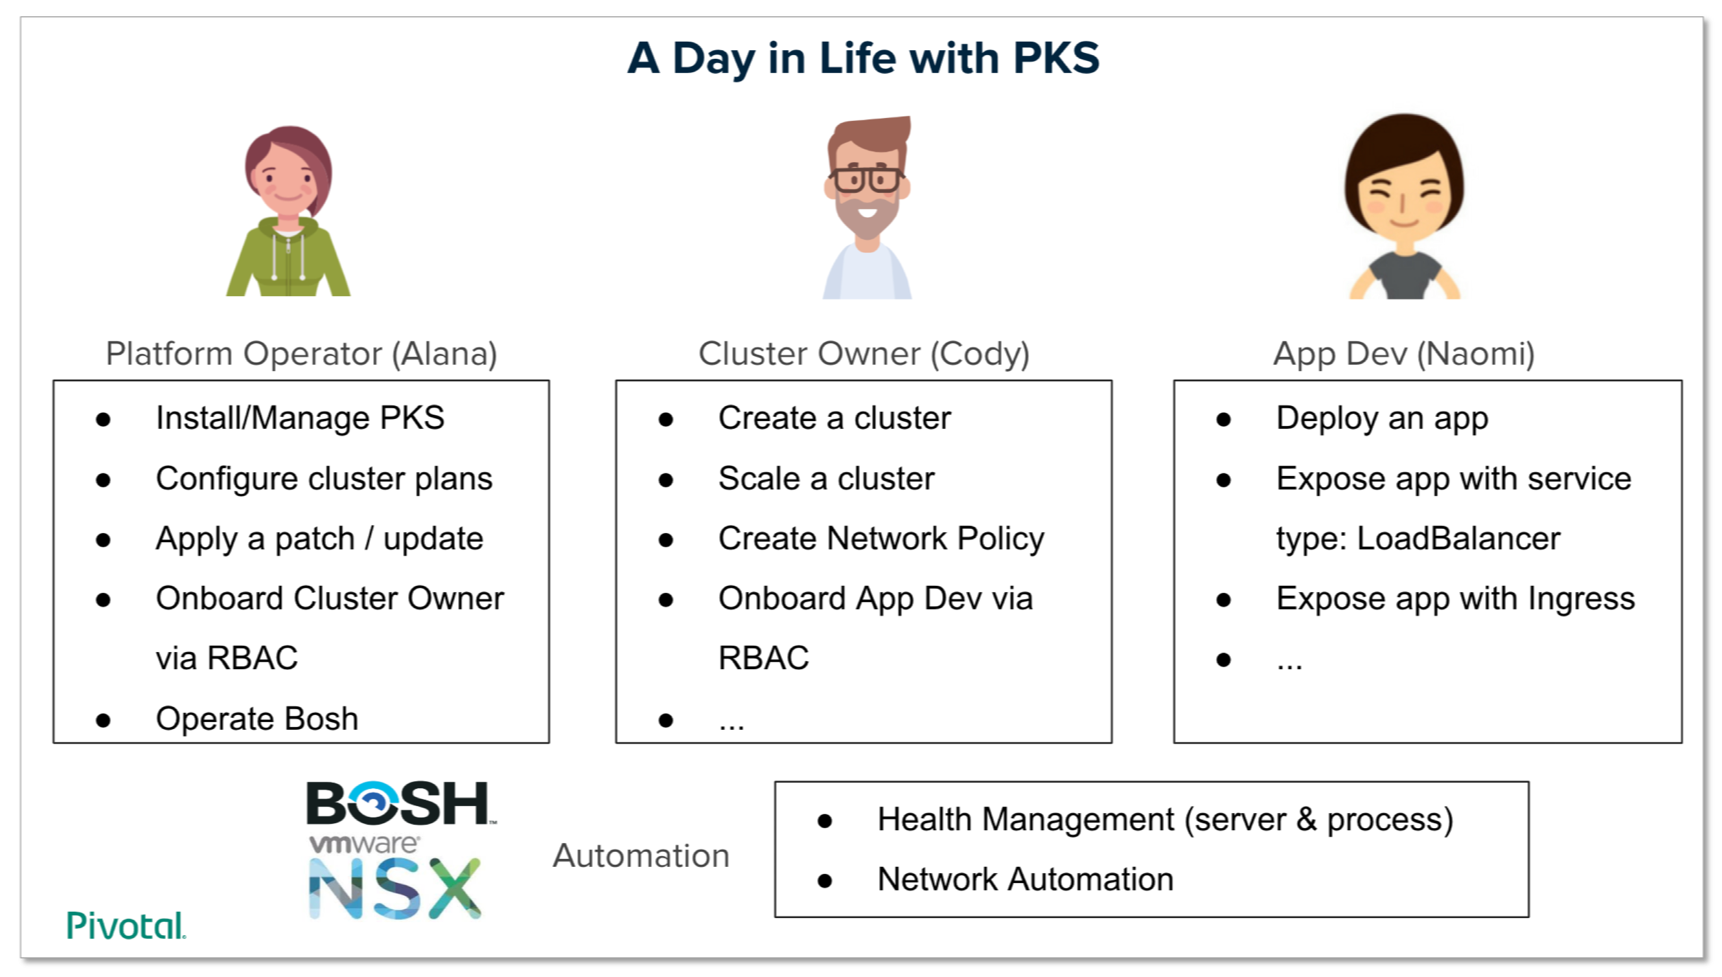 A Day in Life with PKS
Platform Operator (Alana)
● Install/Manage PKS
● Configure cluster plans
● Apply a patch / update
● Onboard Cluster Owner
via RBAC
● Operate Bosh
Cluster Owner (Cody)
● Create a cluster
● Scale a cluster
● Create Network Policy
● Onboard App Dev via
RBAC
● ...
App Dev (Naomi)
● Deploy an app
● Expose app with service
type: LoadBalancer
● Expose app with Ingress
● ...
BOSH™
vmware®
NSX
Automation
● Health Management (server & process)
● Network Automation
Pivotal.